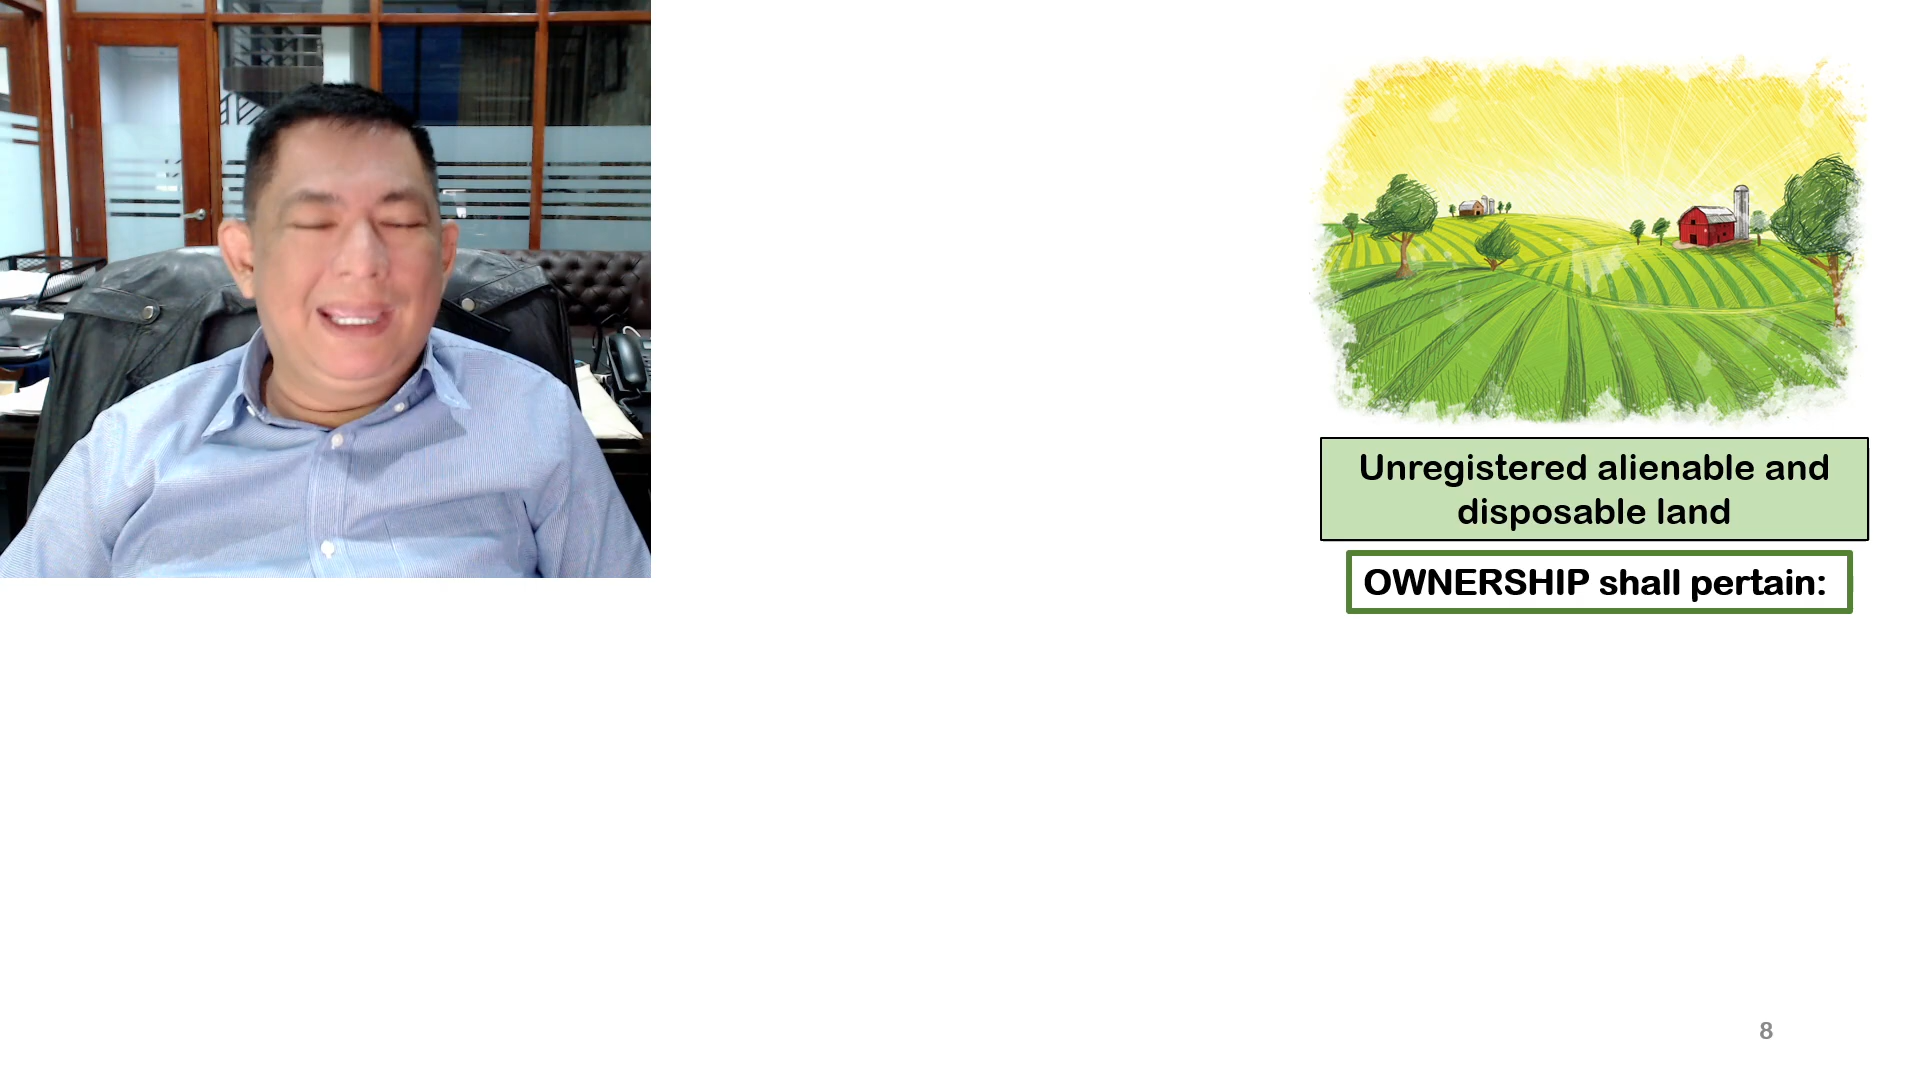 Unregistered alienable and
disposable land
OWNERSHIP shall pertain:
8